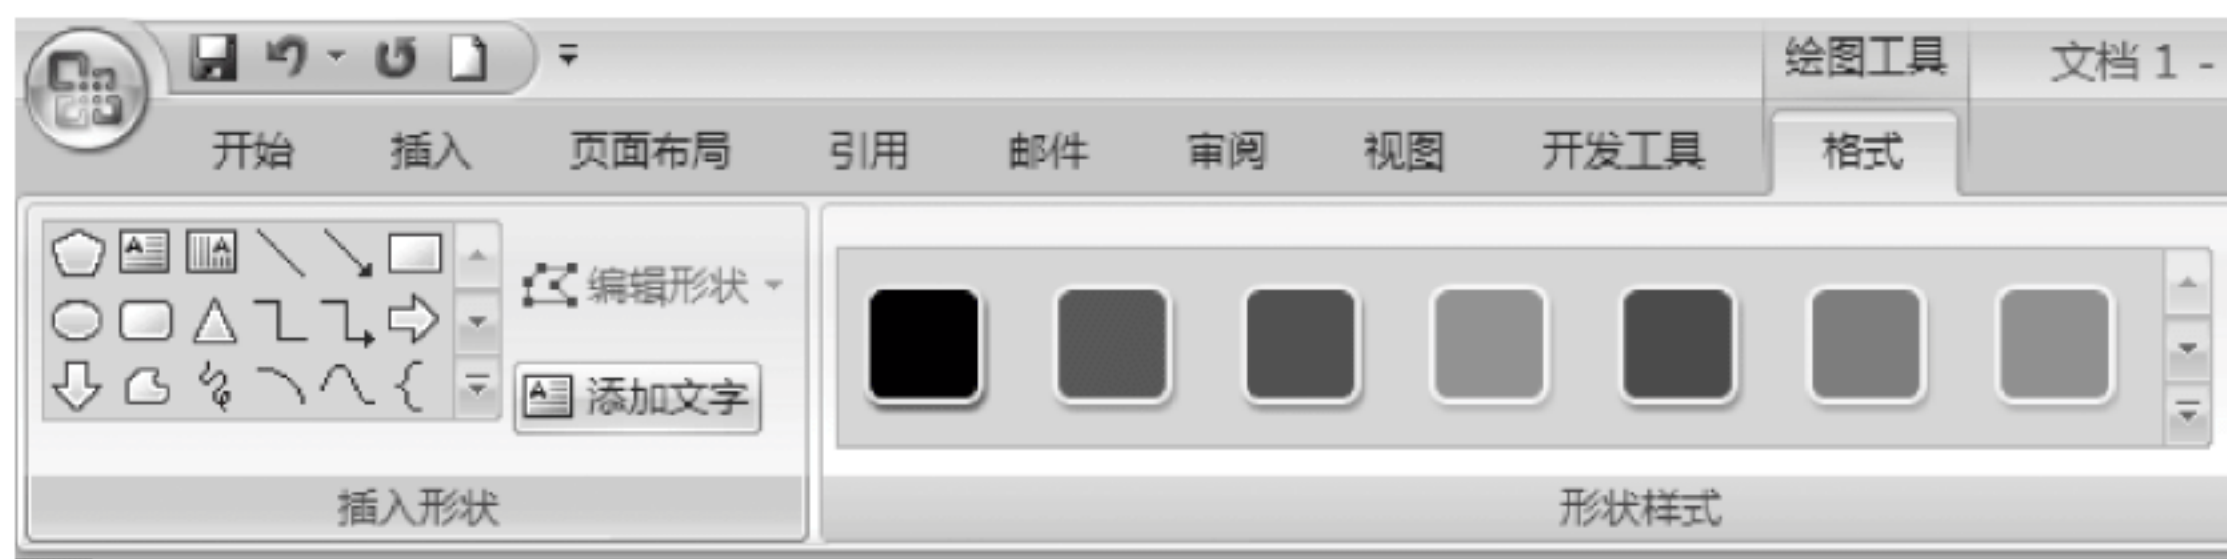 绘图工具 文档 1 -
开始 插入 页面布局 引用 邮件 审阅 视图 开发工具 格式
编辑形状
添加文字
插入形状 形状样式